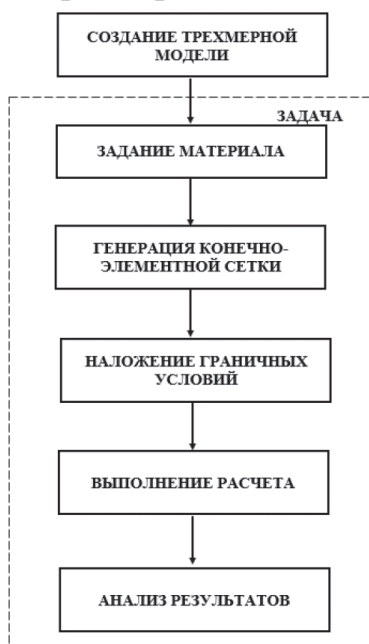 СОЗДАНИЕ ТРЕХМЕРНОЙ
МОДЕЛИ
ЗАДАЧА
ЗАДАНИЕ МАТЕРИАЛА
ГЕНЕРАЦИЯ КОНЕЧНО-
ЭЛЕМЕНТНОЙ СЕТКИ
НАЛОЖЕНИЕ ГРАНИЧНЫХ
УСЛОВИЙ
ВЫПОЛНЕНИЕ РАСЧЕТА
АНАЛИЗ РЕЗУЛЬТАТОВ